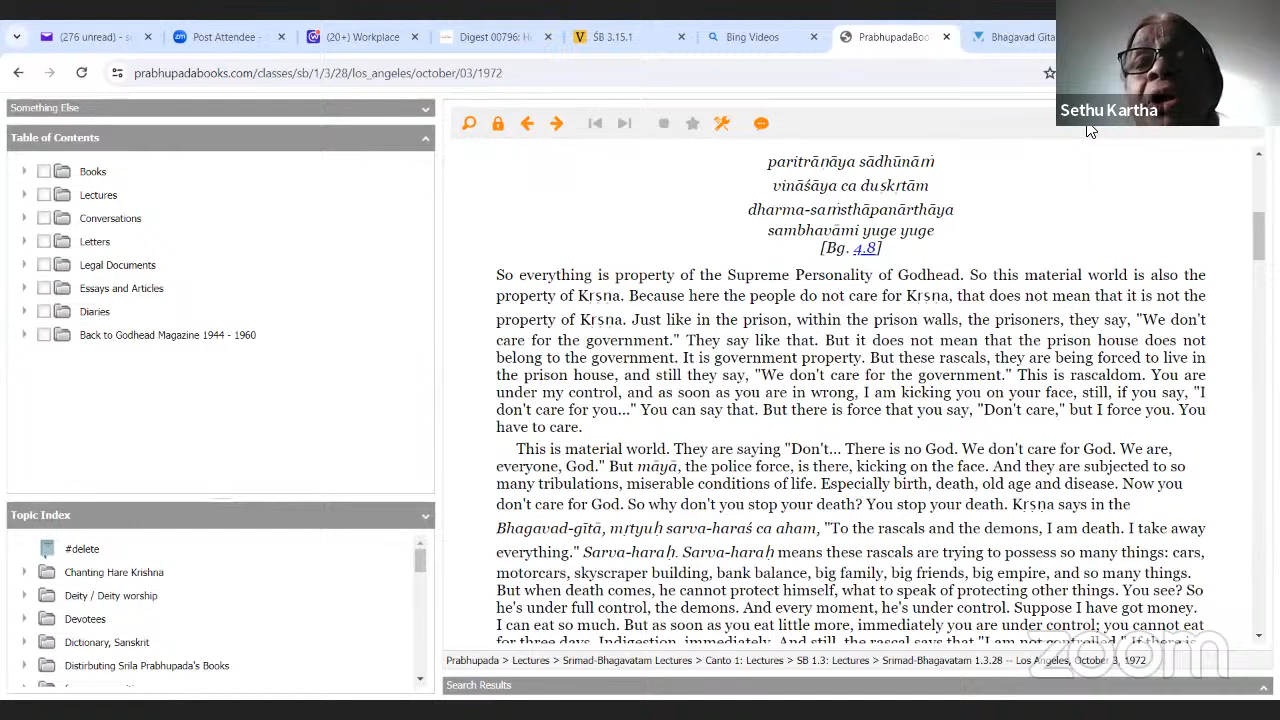 (276 unread) - s
Post Attendee -
(20+) Workplace
Digest 00796: H
ŚB 3.15.1
Bing Videos
PrabhupadaBoo
Bhagavad Gita
prabhupadabooks.com/classes/sb/1/3/28/los_angeles/october/03/1972
Sethu Kartha
Something Else
Table of Contents
Books
Lectures
Conversations
Letters
Legal Documents
Essays and Articles
Diaries
Back to Godhead Magazine 1944 - 1960
Topic Index
#delete
Chanting Hare Krishna
Deity / Deity worship
Devotees
Dictionary, Sanskrit
Distirbuting Srila Prabhupada's Books
paritrāṇāya sādhūnāṁ
vināśāya ca duṣkṛtām
dharma-saṁsthāpanārthāya
sambhavāmi yuge yuge
[Bg. 4.8]
So everything is property of the Supreme Personality of Godhead. So this material world is also the
property of Kṛṣṇa. Because here the people do not care for Kṛṣṇa, that does not mean that it is not the
property of Kṛṣṇa. Just like in the prison, within the prison walls, the prisoners, they say, "We don't
care for the government." They say like that. But it does not mean that the prison house does not
belong to the government. It is government property. But these rascals, they are being forced to live in
the prison house, and still they say, "We don't care for the government." This is rascaldom. You are
under my control, and as soon as you are in wrong, I am kicking you on your face, still, if you say, "I
don't care for you..." You can say that. But there is force that you say, "Don't care," but I force you. You
have to care.
This is material world. They are saying "Don't... There is no God. We don't care for God. We are,
everyone, God." But māyā, the police force, is there, kicking on the face. And they are subjected to so
many tribulations, miserable conditions of life. Especially birth, death, old age and disease. Now you
don't care for God. So why don't you stop your death? You stop your death. Kṛṣṇa says in the
Bhagavad-gītā, mṛtyuḥ sarva-haraś ca aham, "To the rascals and the demons, I am death. I take away
everything." Sarva-haraḥ. Sarva-haraḥ means these rascals are trying to possess so many things: cars,
motorcars, skyscraper building, bank balance, big family, big friends, big empire, and so many things.
But when death comes, he cannot protect himself, what to speak of protecting other things. You see? So
he's under full control, the demons. And every moment, he's under control. Suppose I have got money.
I can eat so much. But as soon as you eat little more, immediately you are under control; you cannot eat
for three days. Indigestion, immediately. And still, the rascal says that "I am not controlled." If there is
Prabhupada > Lectures > Srimad-Bhagavatam Lectures > Canto 1: Lectures > SB 1.3: Lectures > Srimad-Bhagavatam 1.3.28 -- Los Angeles, October 3, 1972
Search Results
zoom